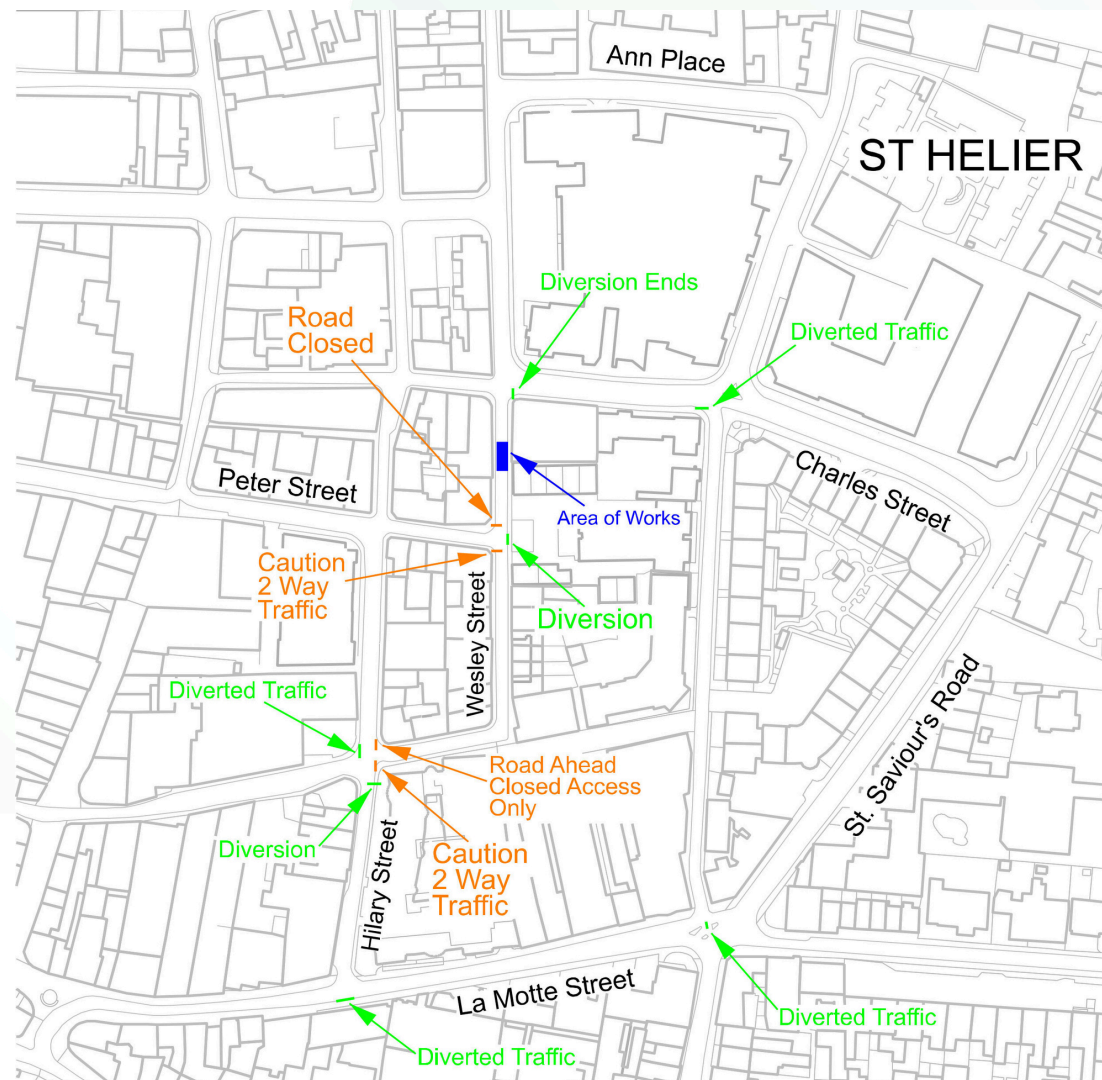 Ann Place
ST HELIER
Diversion Ends
Road
Closed
Diverted Traffic
Peter Street
Charles Street
Area of Works
Caution
2 Way
Traffic
Wesley Street
Diversion
Diverted Traffic
St. Saviour's Road
Road Ahead
Closed Access
Only
Diversion
Caution
2 Way
Traffic
Hilary Street
La Motte Street
Diverted Traffic
Diverted Traffic